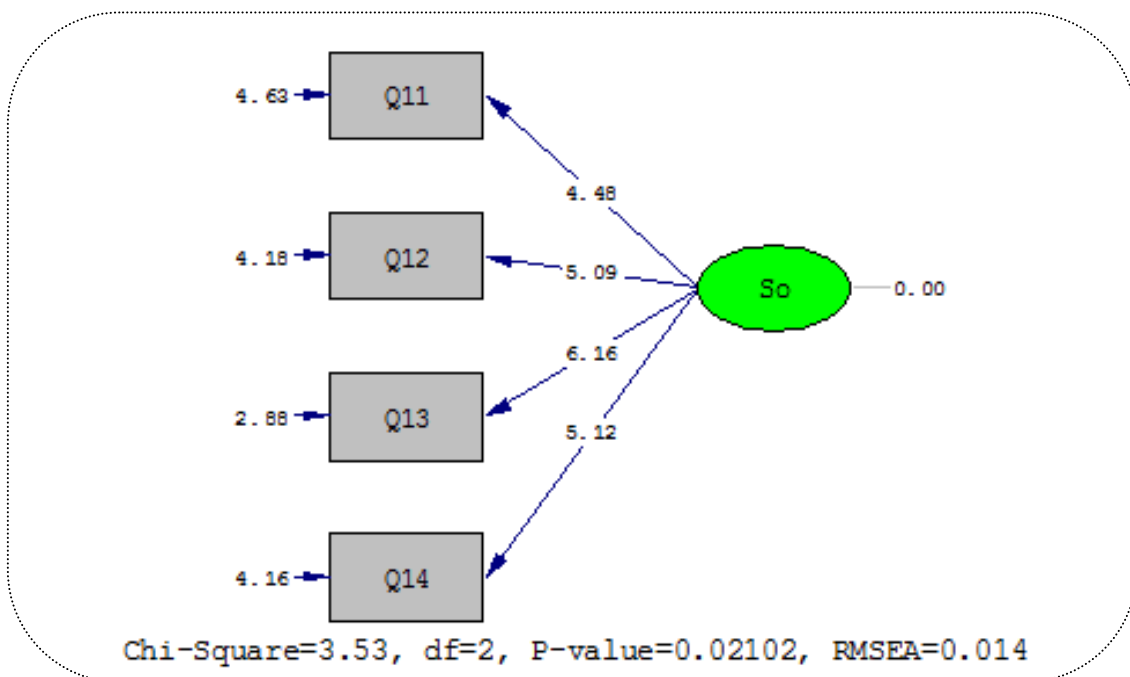 4.63
Q11
4.48
4.18
Q12
5.09
So
0.00
6.16
2.88
Q13
5.12
4.16
Q14
Chi-Square=3.53, df=2, P-value=0.02102, RMSEA=0.014